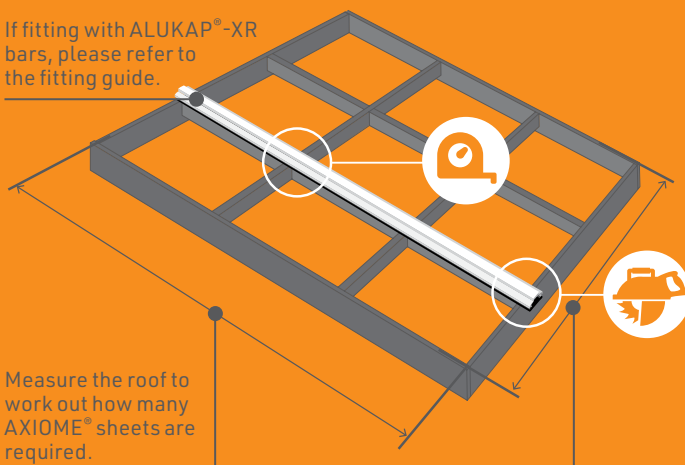 If fitting with ALUKAP®-XR
bars, please refer to
the fitting guide.
Measure the roof to
work out how many
AXIOME® sheets are
required.